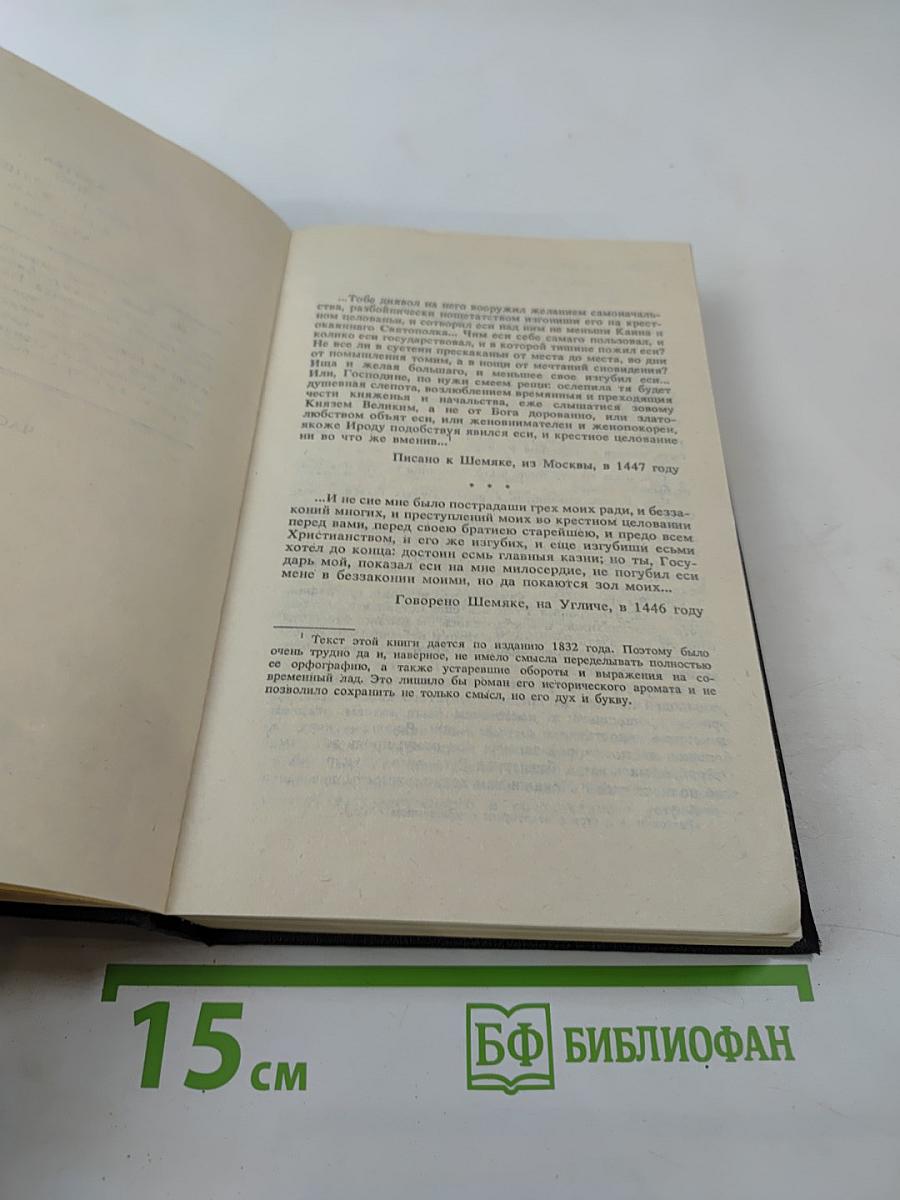 ...Тобе диявол на него вооружил желанием самоначаль-
ства, разбойнически нощетатством изгониши его на крест-
ном целованьи, и сотворил еси над ним не меньши Каина и
окаяннаго Святополка... Чим еси себе самаго пользовал, и
колико еси государствовал, и в которой тишине пожил еси?
Не все ли в суетени прескаканьи от места до места, во дни
от помышления томим, а в нощи от мечтаний сновидения?
Ища и желая большаго, и меньшее свое изгубил еси...
Или, Господине, по нужи смеем рещи: ослепила тя будет
душевная слепота, возлюблением времянныя и преходящия
чести княженья и начальства, еже слышатися зовому
Князем Великим, а не от Бога дорованно, или злато-
любством объят еси, или женовнимателен и женопокорен,
якоже Ироду подобствуя явился еси, и крестное целование
ни во что же вменив...¹
Писано к Шемяке, из Москвы, в 1447 году
* * *
...И не сие мне было пострадаши грех моих ради, и безза-
коний многих, и преступлений моих во крестном целовании
перед вами, перед своею братиею старейшею, и предо всем
Христианством, и его же изгубих, и еще изгубиши есьми
хотел до конца: достоин есмь главныя казни; но ты, Госу-
дарь мой, показал еси на мне милосердие, не погубил еси
мене в беззаконии моими, но да покаются зол моих...
Говорено Шемяке, на Угличе, в 1446 году
¹ Текст этой книги дается по изданию 1832 года. Поэтому было
очень трудно да и, наверное, не имело смысла переделывать полностью
ее орфографию, а также устаревшие обороты и выражения на со-
временный лад. Это лишило бы роман его исторического аромата и не
позволило сохранить не только смысл, но его дух и букву.
15 см
БФ БИБЛИОФАН